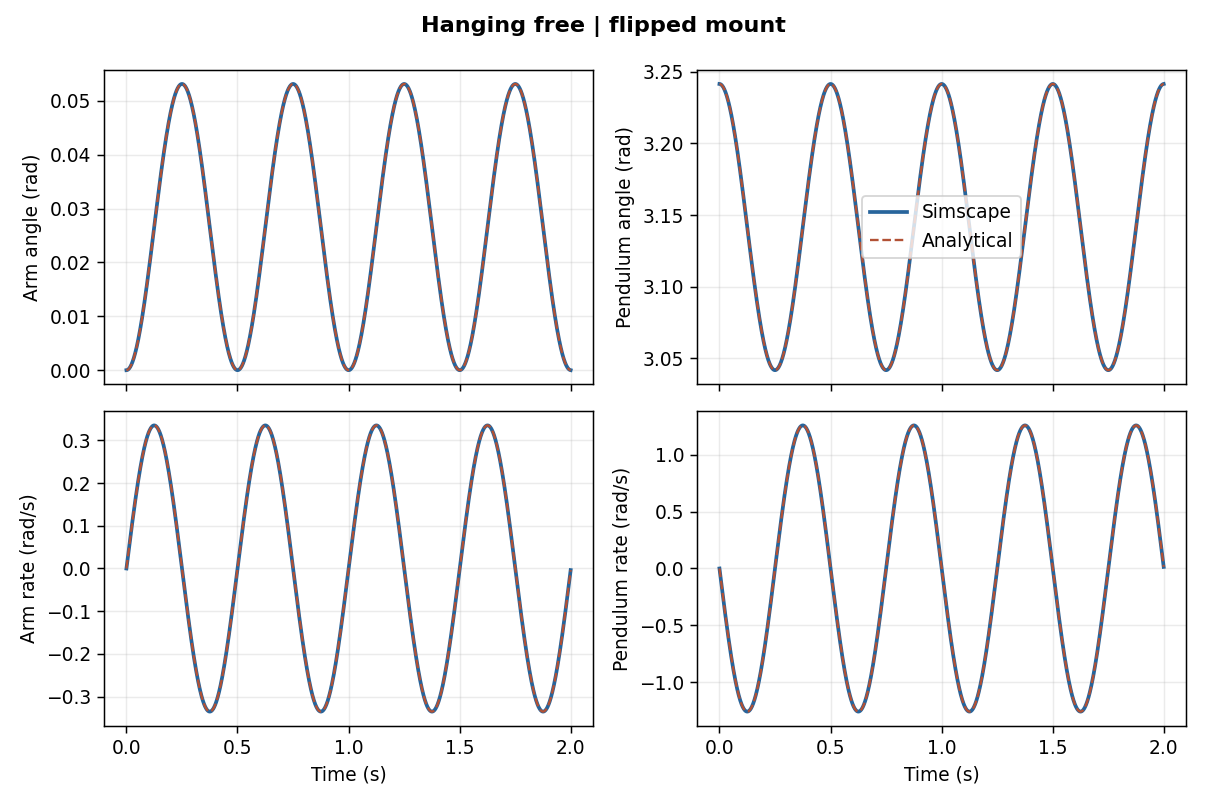 Hanging free | flipped mount
Arm angle (rad)
0.05
0.04
0.03
0.02
0.01
0.00
Pendulum angle (rad)
3.25
3.20
3.15
3.10
3.05
Simscape
Analytical
Arm rate (rad/s)
0.3
0.2
0.1
0.0
−0.1
−0.2
−0.3
0.0 0.5 1.0 1.5 2.0
Time (s)
Pendulum rate (rad/s)
1.0
0.5
0.0
−0.5
−1.0
0.0 0.5 1.0 1.5 2.0
Time (s)